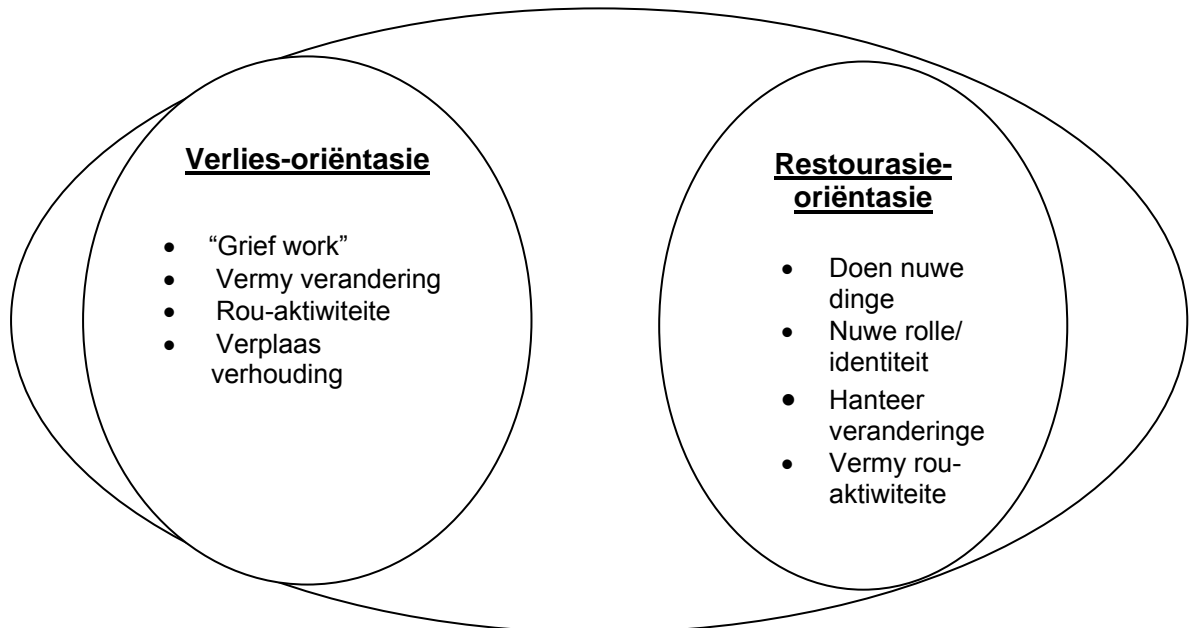 Verlies-oriëntasie
• “Grief work”
• Vermy verandering
• Rou-aktiwiteite
• Verplaas
verhouding
Restourasie-
oriëntasie
• Doen nuwe
dinge
• Nuwe rolle/
identiteit
• Hanteer
veranderinge
• Vermy rou-
aktiwiteite